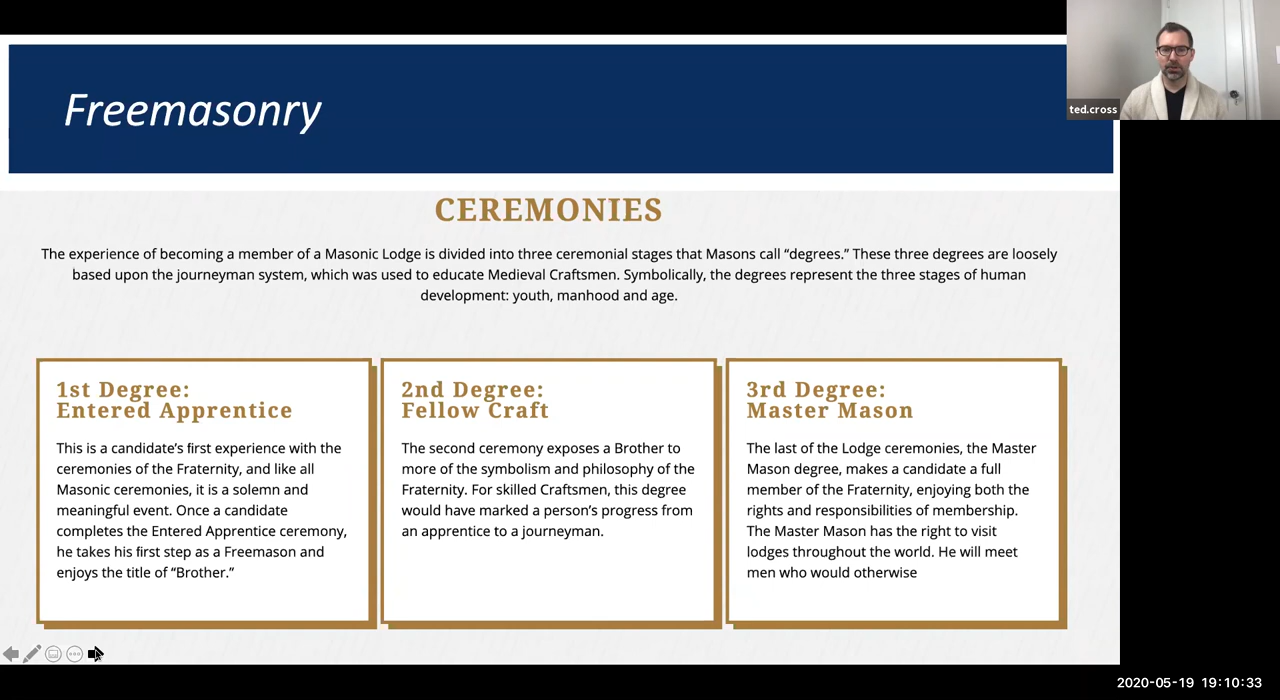 Freemasonry
ted.cross
CEREMONIES
The experience of becoming a member of a Masonic Lodge is divided into three ceremonial stages that Masons call “degrees.” These three degrees are loosely
based upon the journeyman system, which was used to educate Medieval Craftsmen. Symbolically, the degrees represent the three stages of human
development: youth, manhood and age.
1st Degree:
Entered Apprentice
This is a candidate’s first experience with the
ceremonies of the Fraternity, and like all
Masonic ceremonies, it is a solemn and
meaningful event. Once a candidate
completes the Entered Apprentice ceremony,
he takes his first step as a Freemason and
enjoys the title of “Brother.”
2nd Degree:
Fellow Craft
The second ceremony exposes a Brother to
more of the symbolism and philosophy of the
Fraternity. For skilled Craftsmen, this degree
would have marked a person’s progress from
an apprentice to a journeyman.
3rd Degree:
Master Mason
The last of the Lodge ceremonies, the Master
Mason degree, makes a candidate a full
member of the Fraternity, enjoying both the
rights and responsibilities of membership.
The Master Mason has the right to visit
lodges throughout the world. He will meet
men who would otherwise
2020-05-19 19:10:33